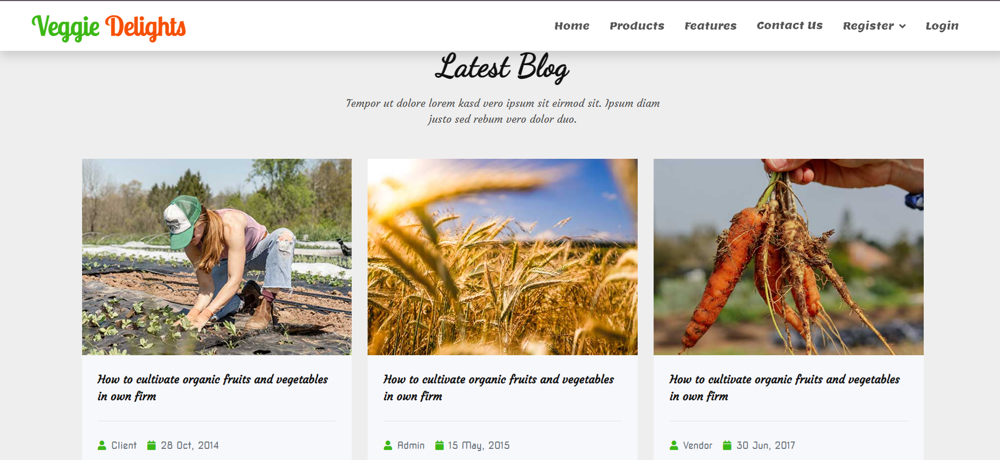 Veggie Delights
Home Products Features Contact Us Register Login
Latest Blog
Tempor ut dolore lorem kasd vero ipsum sit eirmod sit. Ipsum diam
justo sed rebum vero dolor duo.
How to cultivate organic fruits and vegetables
in own firm
Client 28 Oct, 2014
How to cultivate organic fruits and vegetables
in own firm
Admin 15 May, 2015
How to cultivate organic fruits and vegetables
in own firm
Vendor 30 Jun, 2017